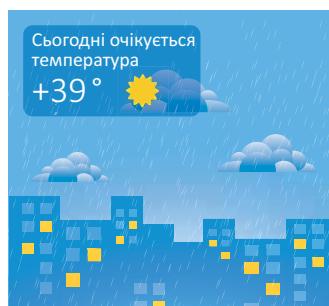 Сьогодні очікується
температура
+39°